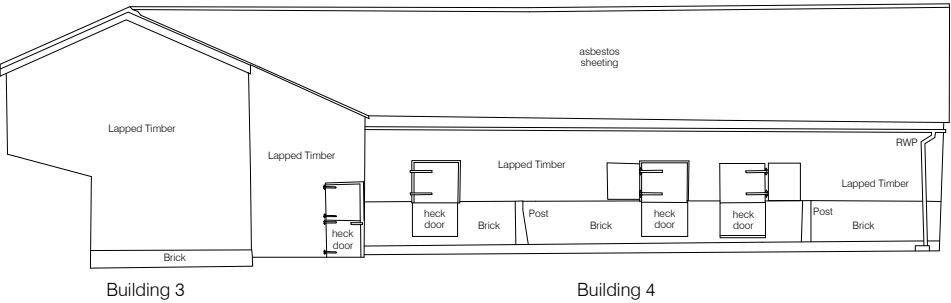 asbestos
sheeting
Lapped Timber
Lapped Timber
Lapped Timber
RWP
Lapped Timber
heck
door
heck
door
Brick
Post
Brick
heck
door
heck
door
Post
Brick
Brick
Building 3
Building 4